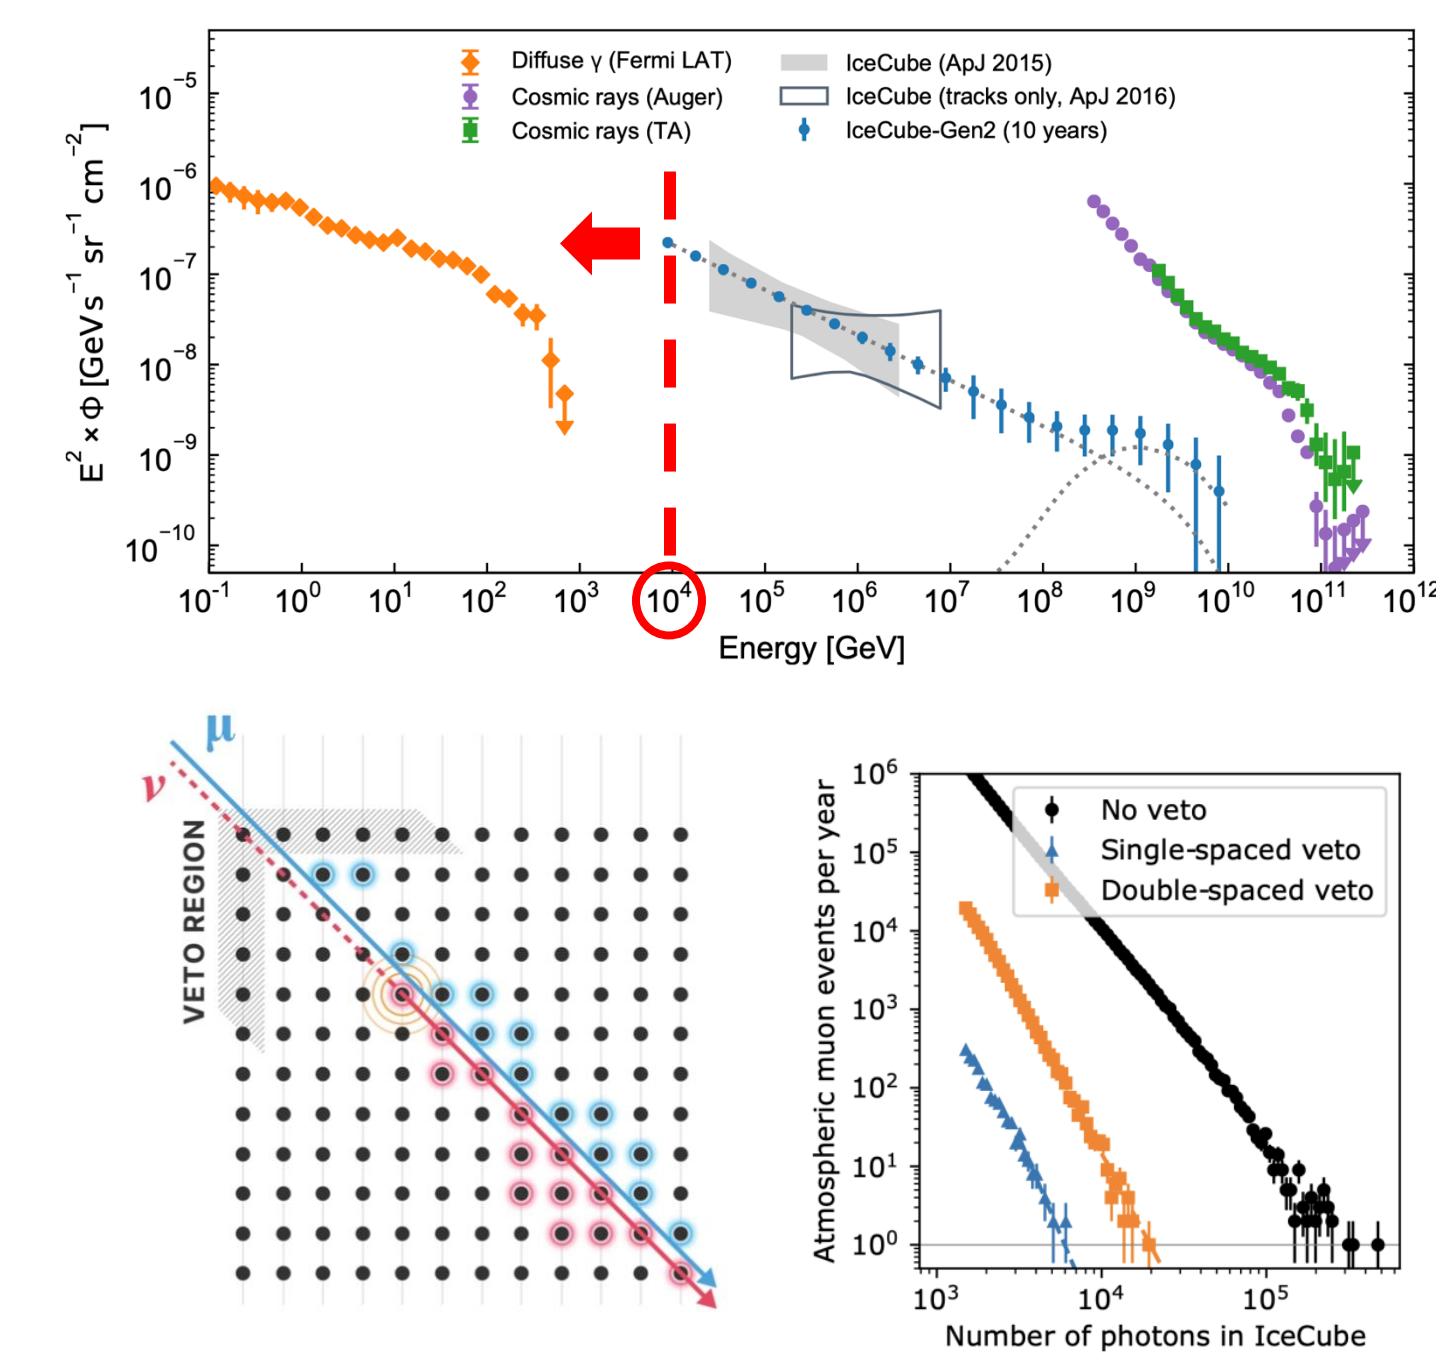 Diffuse γ (Fermi LAT)
Cosmic rays (Auger)
Cosmic rays (TA)
IceCube (ApJ 2015)
IceCube (tracks only, ApJ 2016)
IceCube-Gen2 (10 years)
E² × Φ [GeV s⁻¹ sr⁻¹ cm⁻²]
10⁻⁵
10⁻⁶
10⁻⁷
10⁻⁸
10⁻⁹
10⁻¹⁰
10⁻¹ 10⁰ 10¹ 10² 10³ 10⁴ 10⁵ 10⁶ 10⁷ 10⁸ 10⁹ 10¹⁰ 10¹¹ 10¹²
Energy [GeV]
μ
ν
VETO REGION
Atmospheric muon events per year
10⁶
10⁵
10⁴
10³
10²
10¹
10⁰
No veto
Single-spaced veto
Double-spaced veto
10³ 10⁴ 10⁵
Number of photons in IceCube